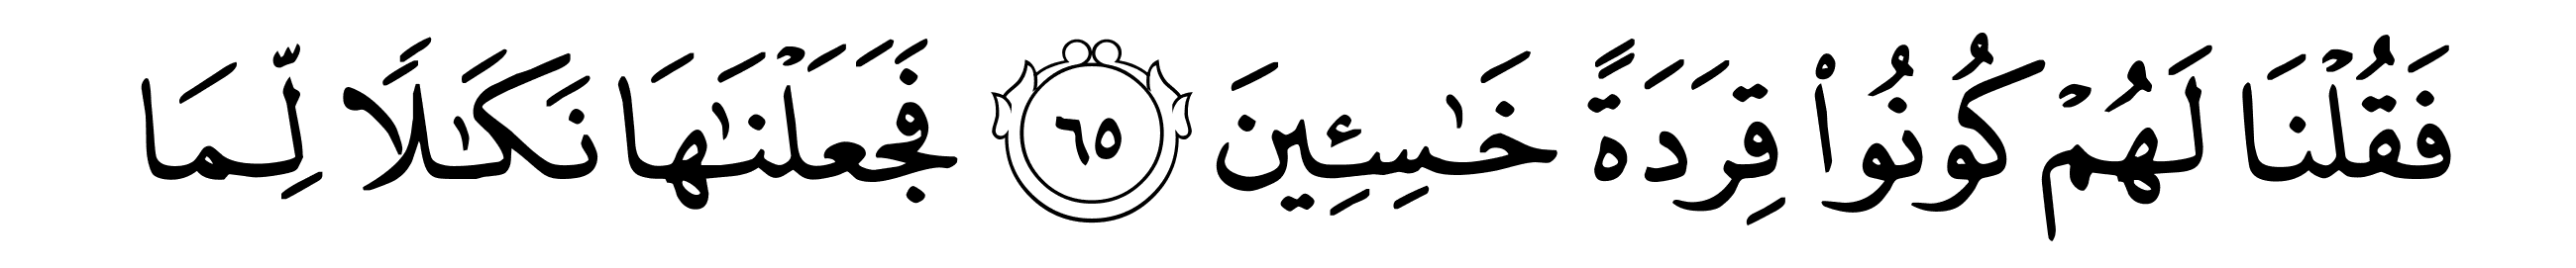 فَقُلْنَا لَهُمْ كُونُوا۟ قِرَدَةً خَـٰسِـِٔينَ ٦٥ فَجَعَلْنَـٰهَا نَكَـٰلًا لِّمَا